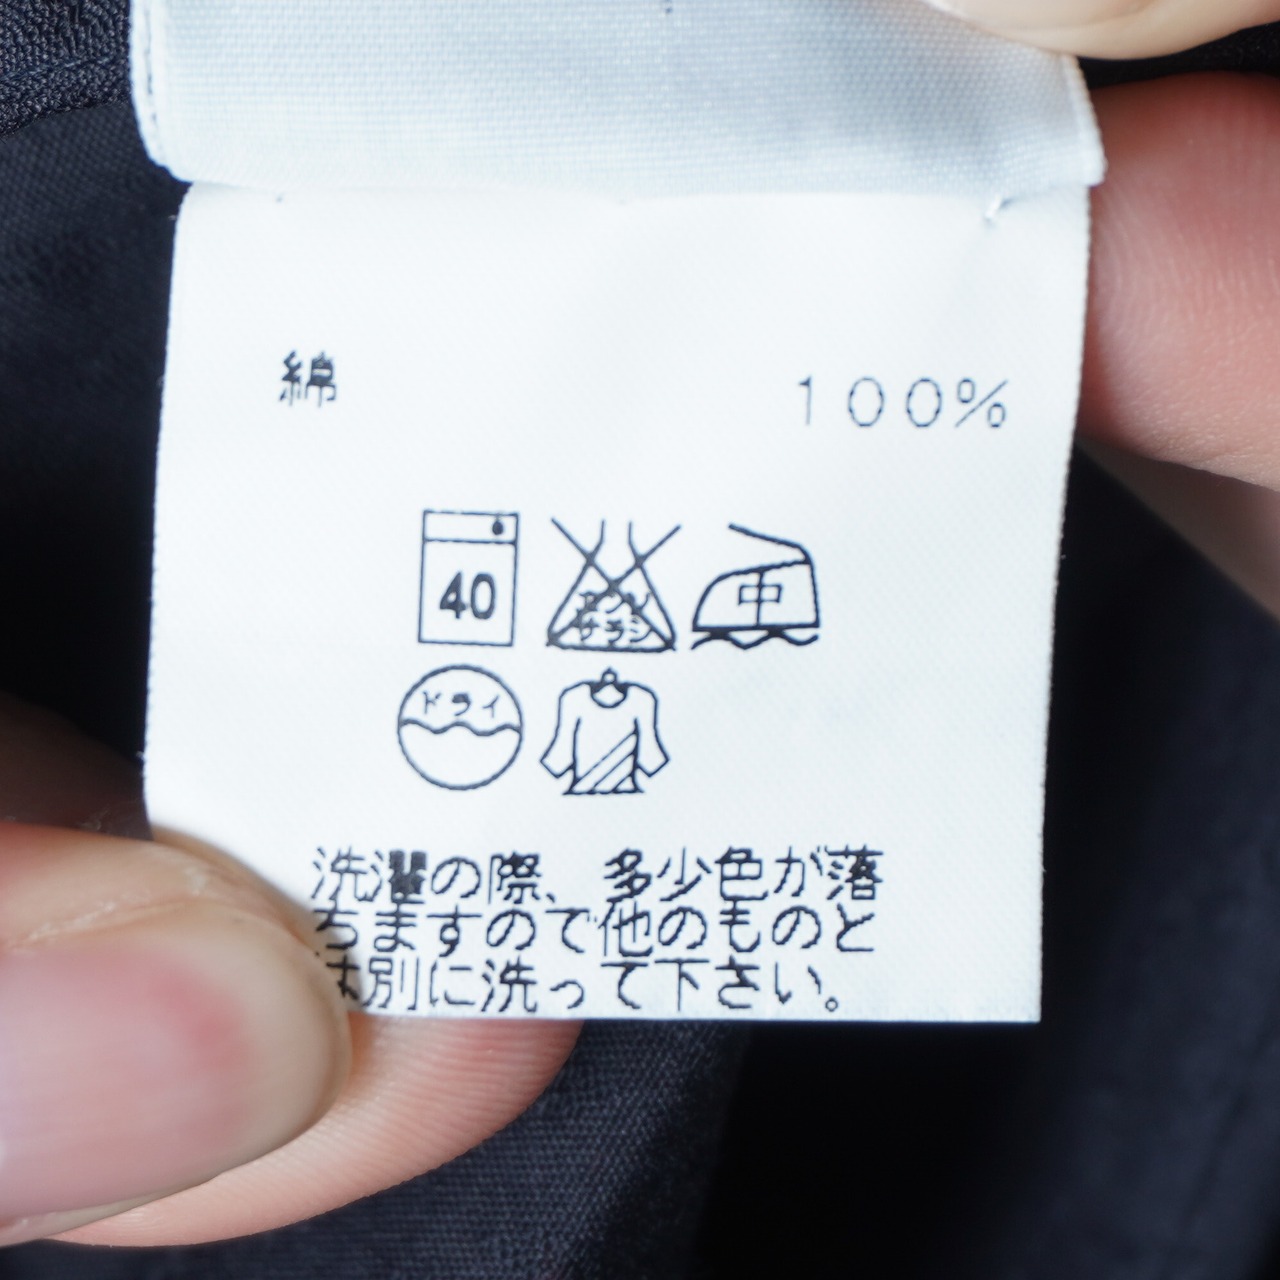 綿 100%
40 エンソ サラシ 中
ドライ
洗濯の際、多少色が落
ちますので他のものと
は別に洗って下さい。